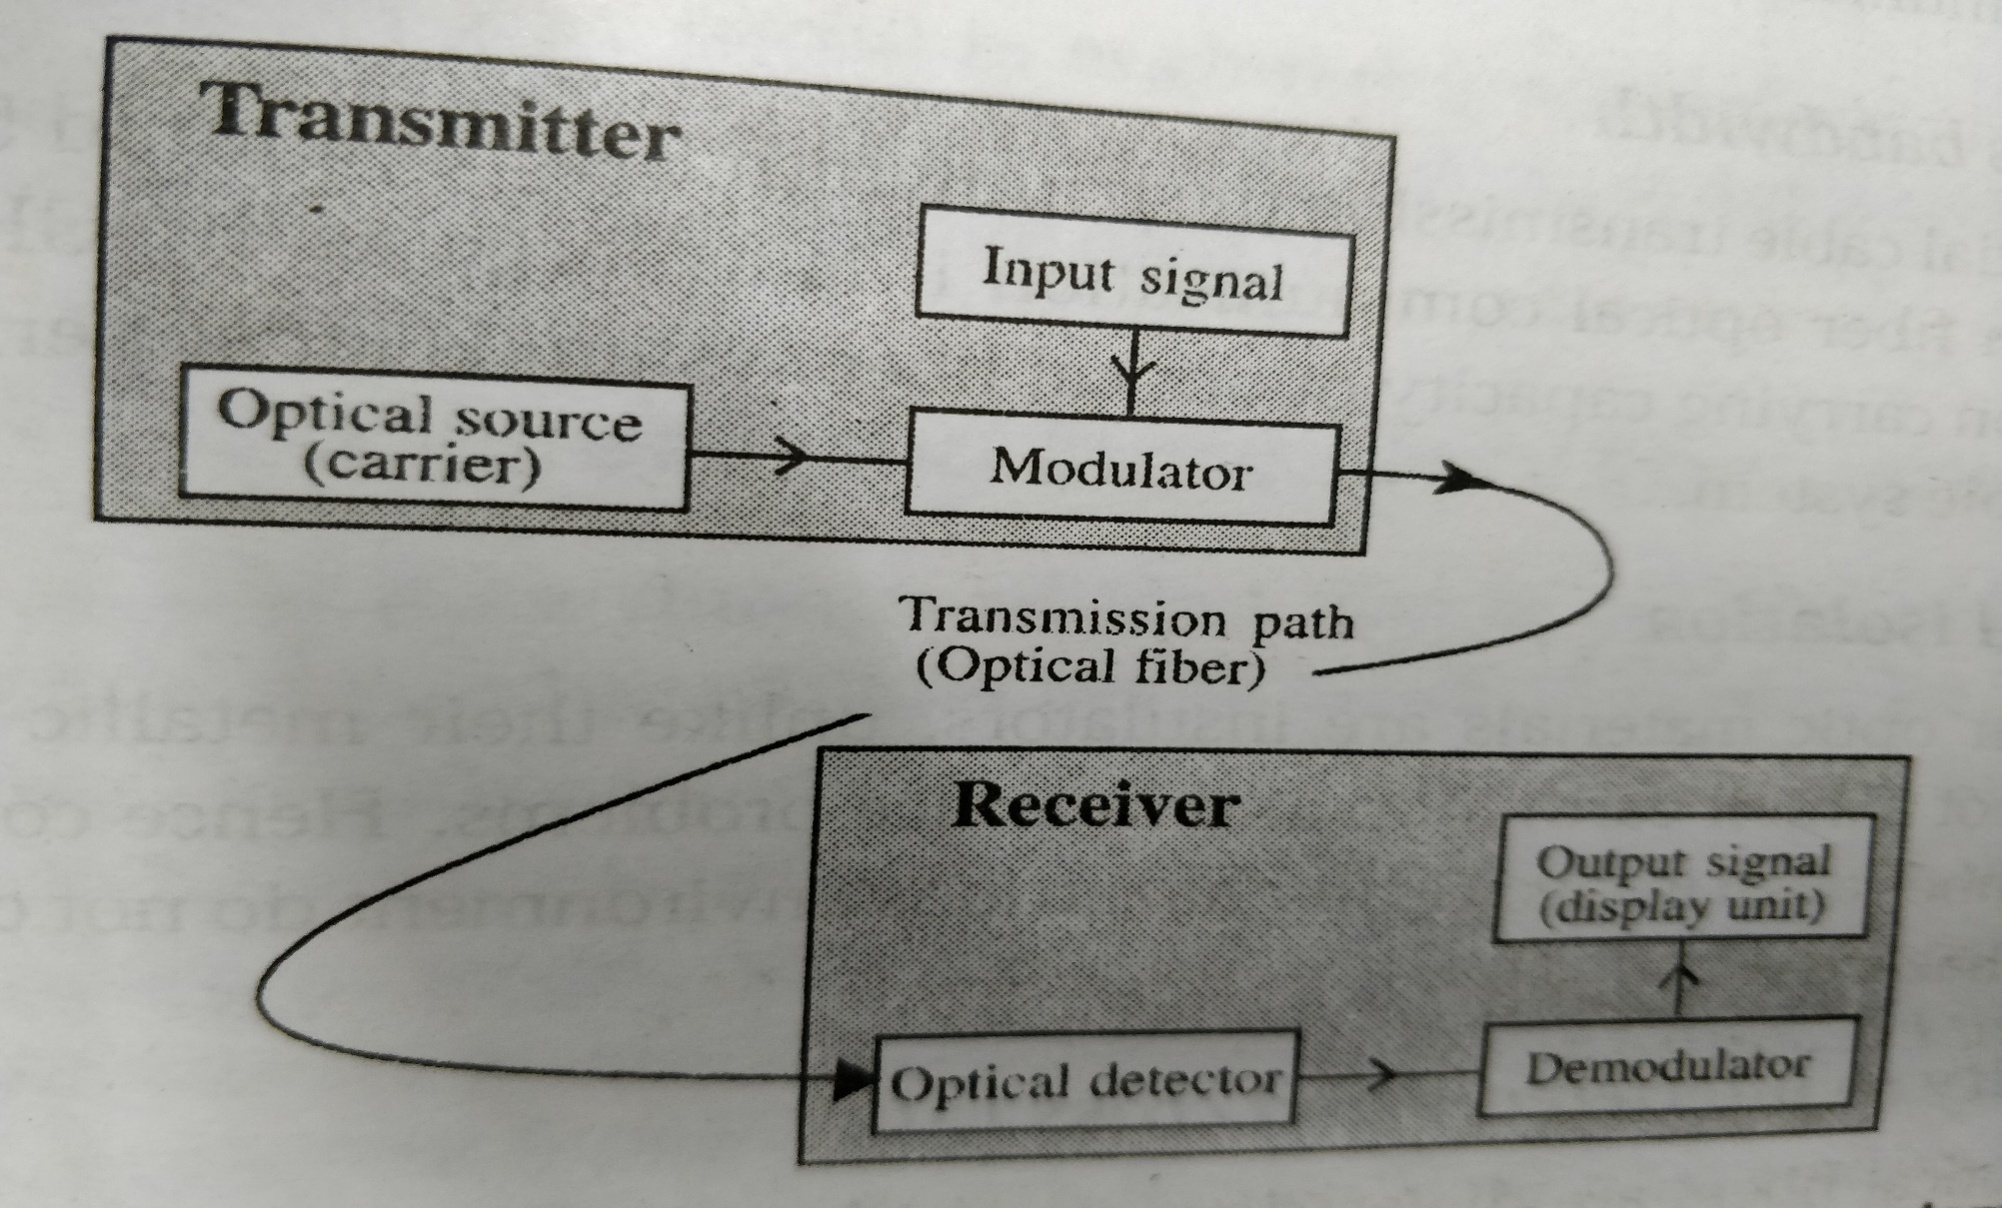 Transmitter
Input signal
Optical source
(carrier)
Modulator
Transmission path
(Optical fiber)
Receiver
Output signal
(display unit)
Optical detector
Demodulator